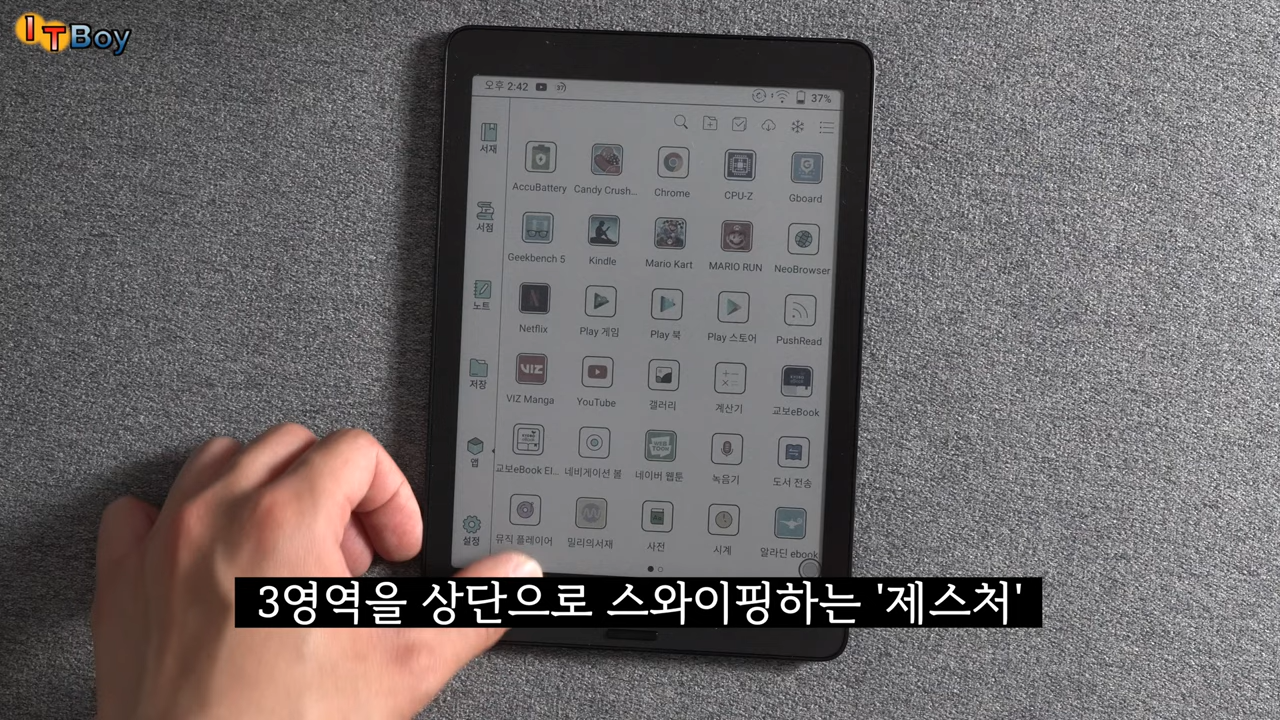 ITBoy
오후 2:42
37%
서재
서점
노트
저장
앱
설정
AccuBattery
Candy Crush...
Chrome
CPU-Z
Gboard
Geekbench 5
Kindle
Mario Kart
MARIO RUN
NeoBrowser
Netflix
Play 게임
Play 북
Play 스토어
PushRead
VIZ
VIZ Manga
YouTube
갤러리
계산기
교보eBook
교보eBook El...
네비게이션 볼
WEB
TOON
네이버 웹툰
녹음기
도서 전송
뮤직 플레이어
밀리의서재
사전
시계
알라딘 ebook
3영역을 상단으로 스와이핑하는 '제스처'